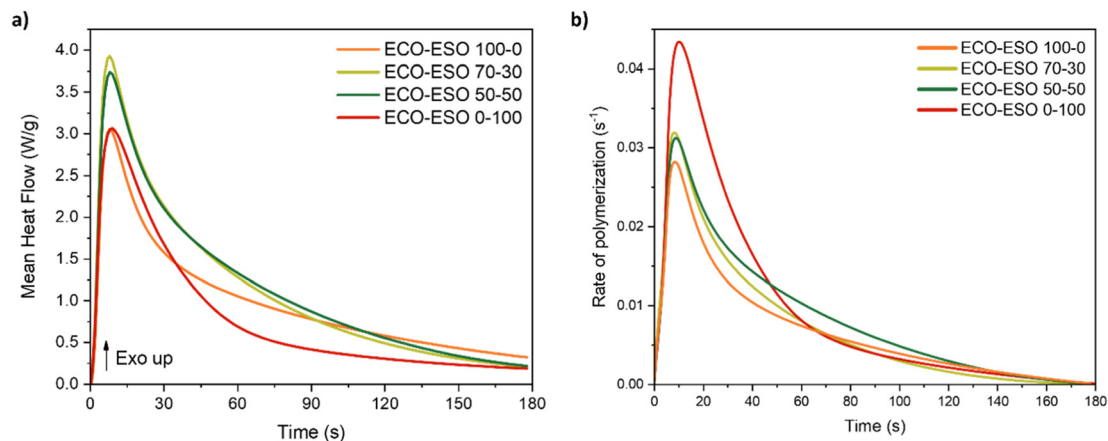 a)
Mean Heat Flow (W/g)
4.0
3.5
3.0
2.5
2.0
1.5
1.0
0.5
0.0
ECO-ESO 100-0
ECO-ESO 70-30
ECO-ESO 50-50
ECO-ESO 0-100
Exo up
0 30 60 90 120 150 180
Time (s)
b)
Rate of polymerization (s⁻¹)
0.04
0.03
0.02
0.01
0.00
ECO-ESO 100-0
ECO-ESO 70-30
ECO-ESO 50-50
ECO-ESO 0-100
0 20 40 60 80 100 120 140 160 180
Time (s)